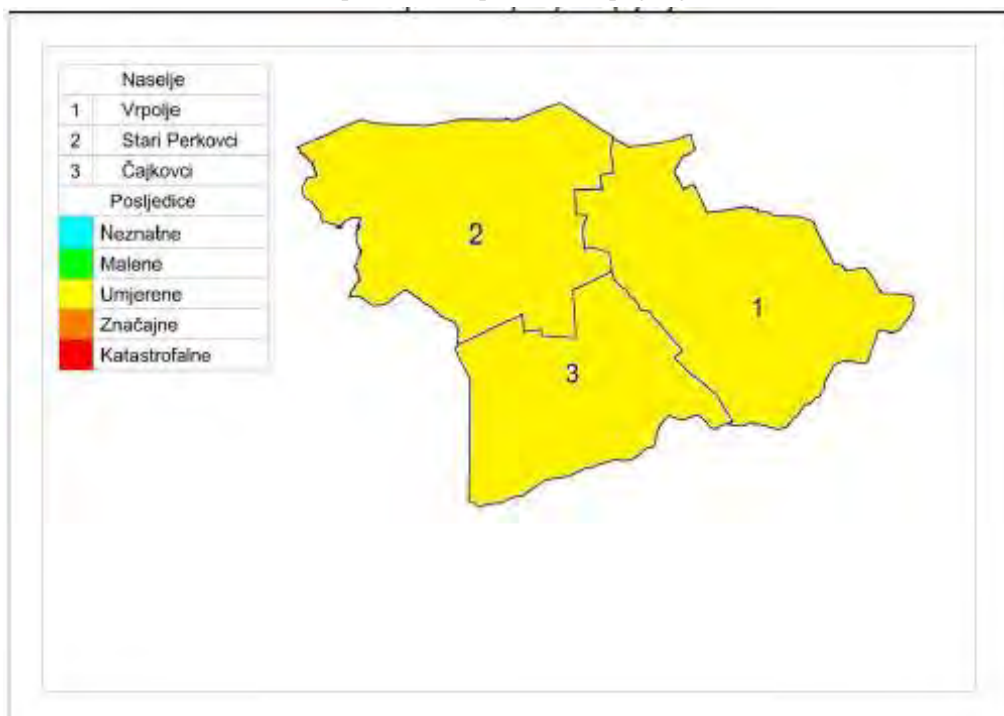 Naselje
1 Vrpolje
2 Stari Perkovci
3 Čajkovci
Posljedice
Neznatne
Malene
Umjerene
Značajne
Katastrofalne
2
1
3